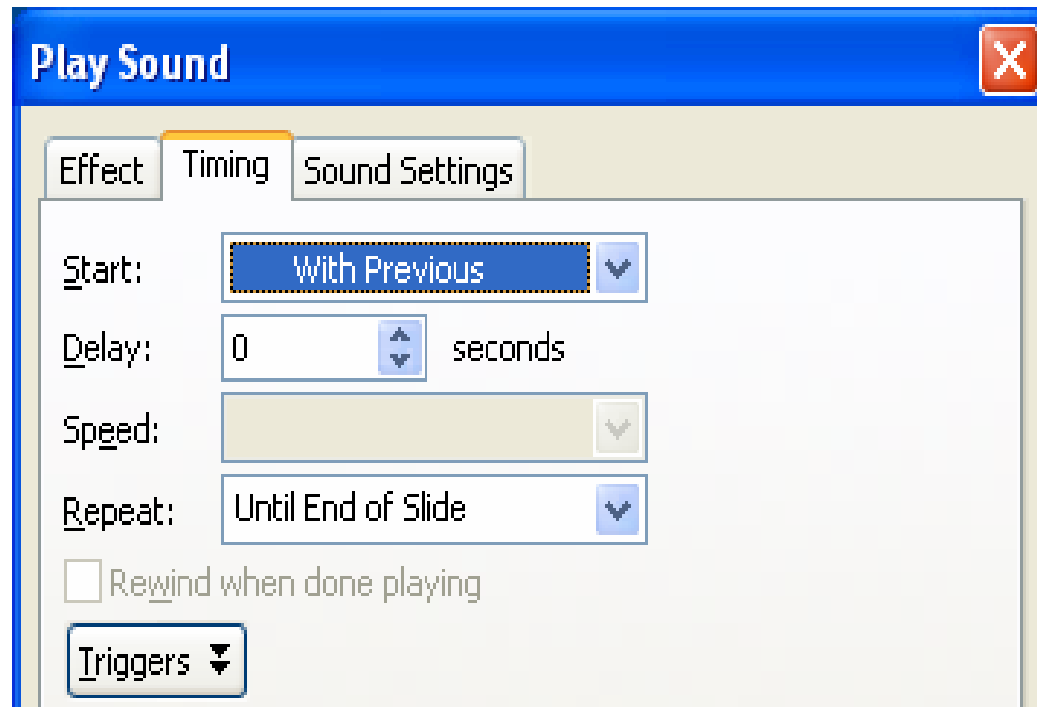 Play Sound
Effect Timing Sound Settings
Start: With Previous
Delay: 0 seconds
Speed:
Repeat: Until End of Slide
Rewind when done playing
Triggers